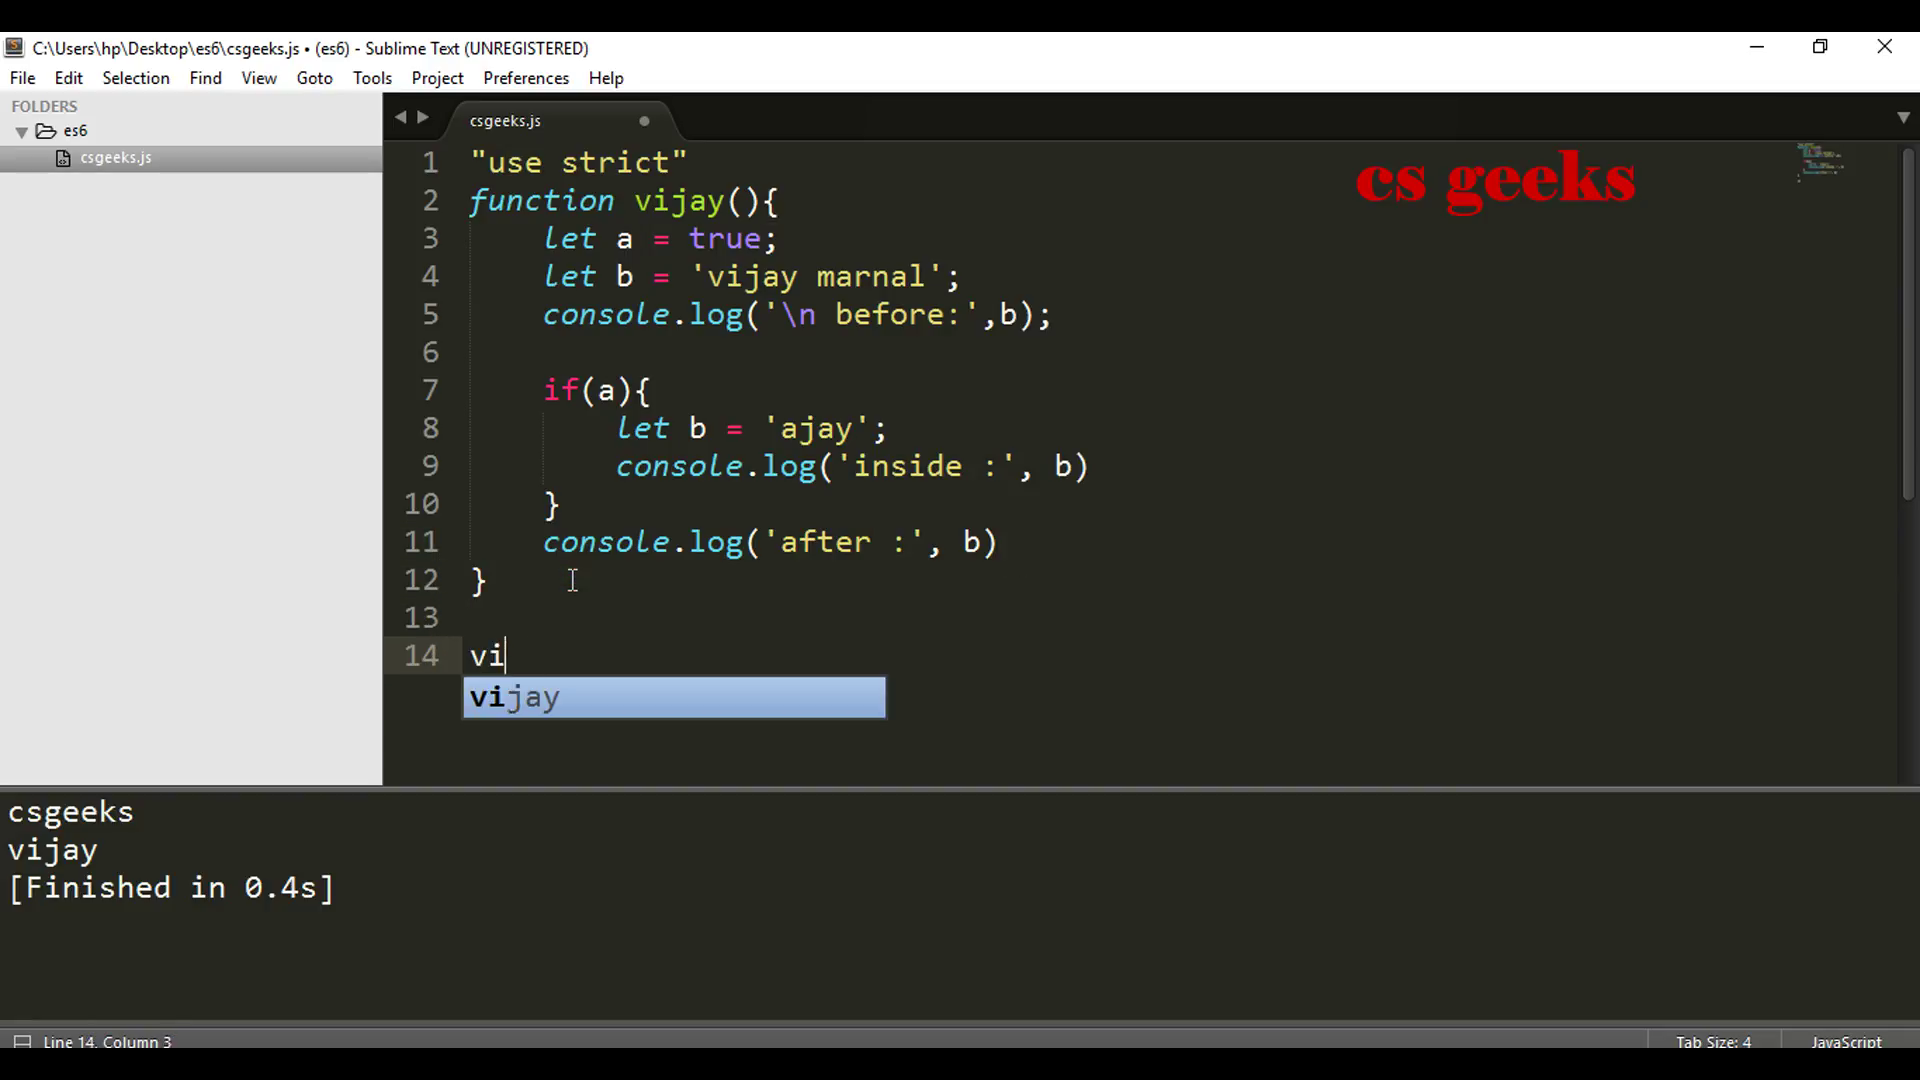 C:\Users\hp\Desktop\es6\csgeeks.js • (es6) - Sublime Text (UNREGISTERED)
File Edit Selection Find View Goto Tools Project Preferences Help
FOLDERS
es6
csgeeks.js
csgeeks.js
cs geeks
1 "use strict"
2 function vijay(){
3 let a = true;
4 let b = 'vijay marnal';
5 console.log('\n before:',b);
6
7 if(a){
8 let b = 'ajay';
9 console.log('inside :', b)
10 }
11 console.log('after :', b)
12 }
13
14 vi
vijay
csgeeks
vijay
[Finished in 0.4s]
Line 14, Column 3 Tab Size: 4 JavaScript